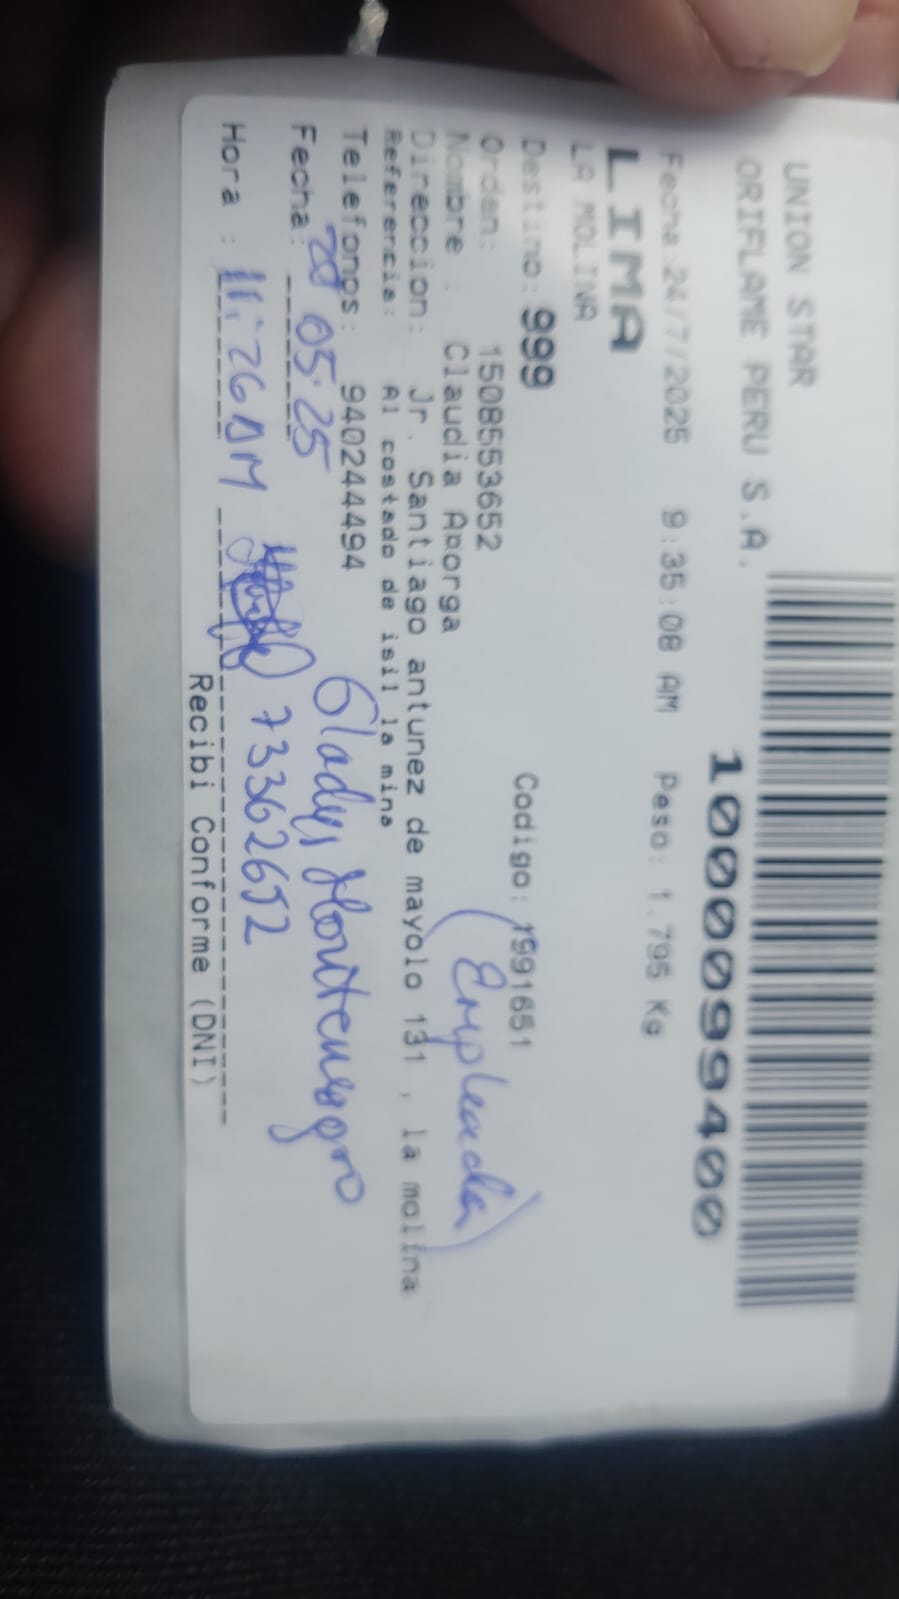 UNION STAR
ORIFLAME PERU S.A.
10000099400
Fecha:24/7/2025 9:35:08 AM Peso: 1.795 Kg
LIMA
LA MOLINA
Destino: 999 Codigo: 1991651
Orden: 1508553652
(Empleada)
Nombre : Claudia Aborga
Direccion: Jr. Santiago antunez de mayolo 131 , la molina
Referencia: Al costado de isil la mina
Telefonos: 940244494
Gladys Montenegro
Fecha: 05.25
Hora : 11:26AM 73362652
Recibi Conforme (DNI)